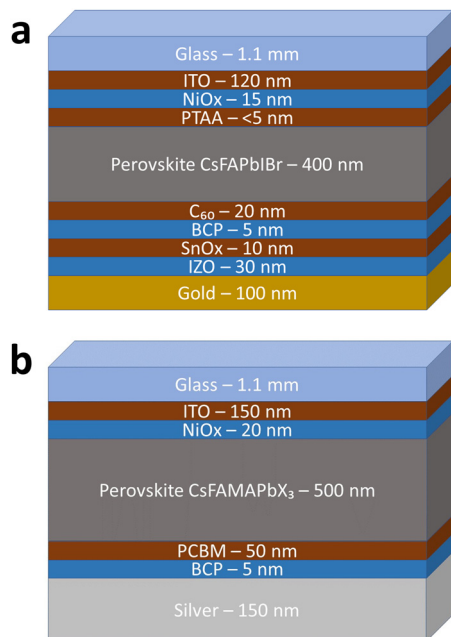 a
Glass – 1.1 mm
ITO – 120 nm
NiOx – 15 nm
PTAA – <5 nm
Perovskite CsFAPbIBr – 400 nm
C₆₀ – 20 nm
BCP – 5 nm
SnOx – 10 nm
IZO – 30 nm
Gold – 100 nm
b
Glass – 1.1 mm
ITO – 150 nm
NiOx – 20 nm
Perovskite CsFAMAPbX₃ – 500 nm
PCBM – 50 nm
BCP – 5 nm
Silver – 150 nm